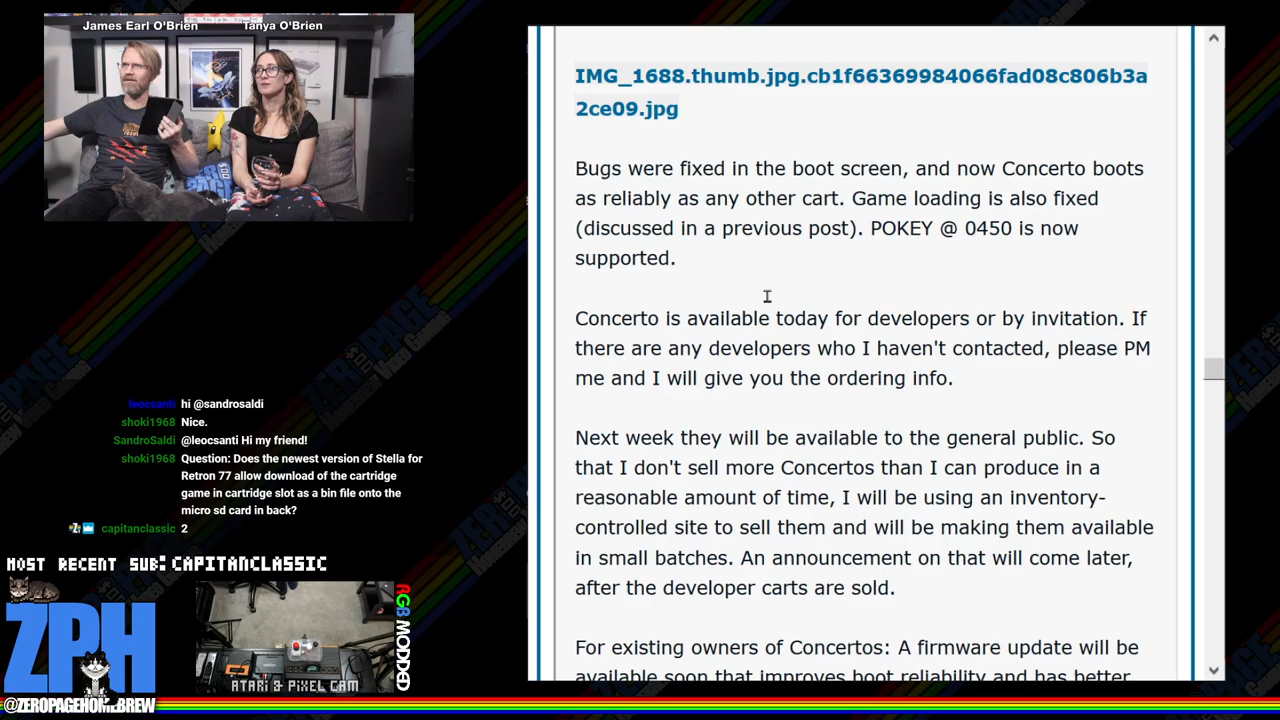 James Earl O'Brien
Tanya O'Brien
IMG_1688.thumb.jpg.cb1f66369984066fad08c806b3a
2ce09.jpg
Bugs were fixed in the boot screen, and now Concerto boots
as reliably as any other cart. Game loading is also fixed
(discussed in a previous post). POKEY @ 0450 is now
supported.
Concerto is available today for developers or by invitation. If
there are any developers who I haven't contacted, please PM
me and I will give you the ordering info.
Next week they will be available to the general public. So
that I don't sell more Concertos than I can produce in a
reasonable amount of time, I will be using an inventory-
controlled site to sell them and will be making them available
in small batches. An announcement on that will come later,
after the developer carts are sold.
For existing owners of Concertos: A firmware update will be
available soon that improves boot reliability and has better
leocsanti hi @sandrosaldi
shoki1968 Nice.
SandroSaldi @leocsanti Hi my friend!
shoki1968 Question: Does the newest version of Stella for
Retron 77 allow download of the cartridge
game in cartridge slot as a bin file onto the
micro sd card in back?
capitanclassic 2
MOST RECENT SUB: CAPITANCLASSIC
ZPH
@ZEROPAGEHOMEBREW
ATARI & PIXEL CAM
RGB MODDED